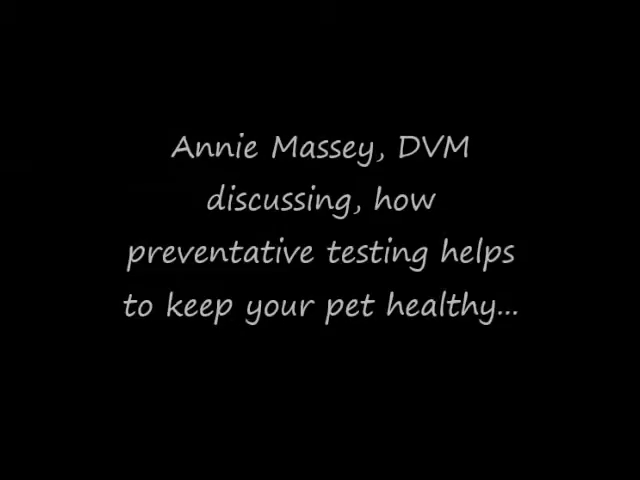 Annie Massey, DVM
discussing, how
preventative testing helps
to keep your pet healthy...